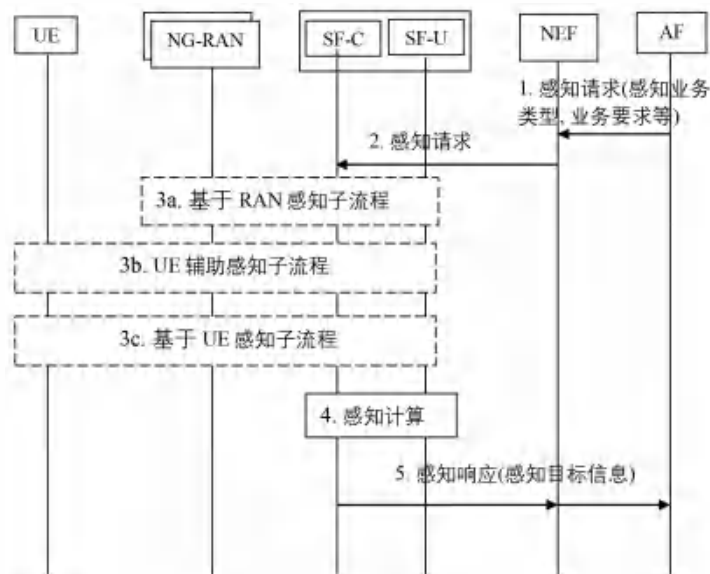 UE
NG-RAN
SF-C
SF-U
NEF
AF
1. 感知请求(感知业务
类型, 业务要求等)
2. 感知请求
3a. 基于 RAN 感知子流程
3b. UE 辅助感知子流程
3c. 基于 UE 感知子流程
4. 感知计算
5. 感知响应(感知目标信息)